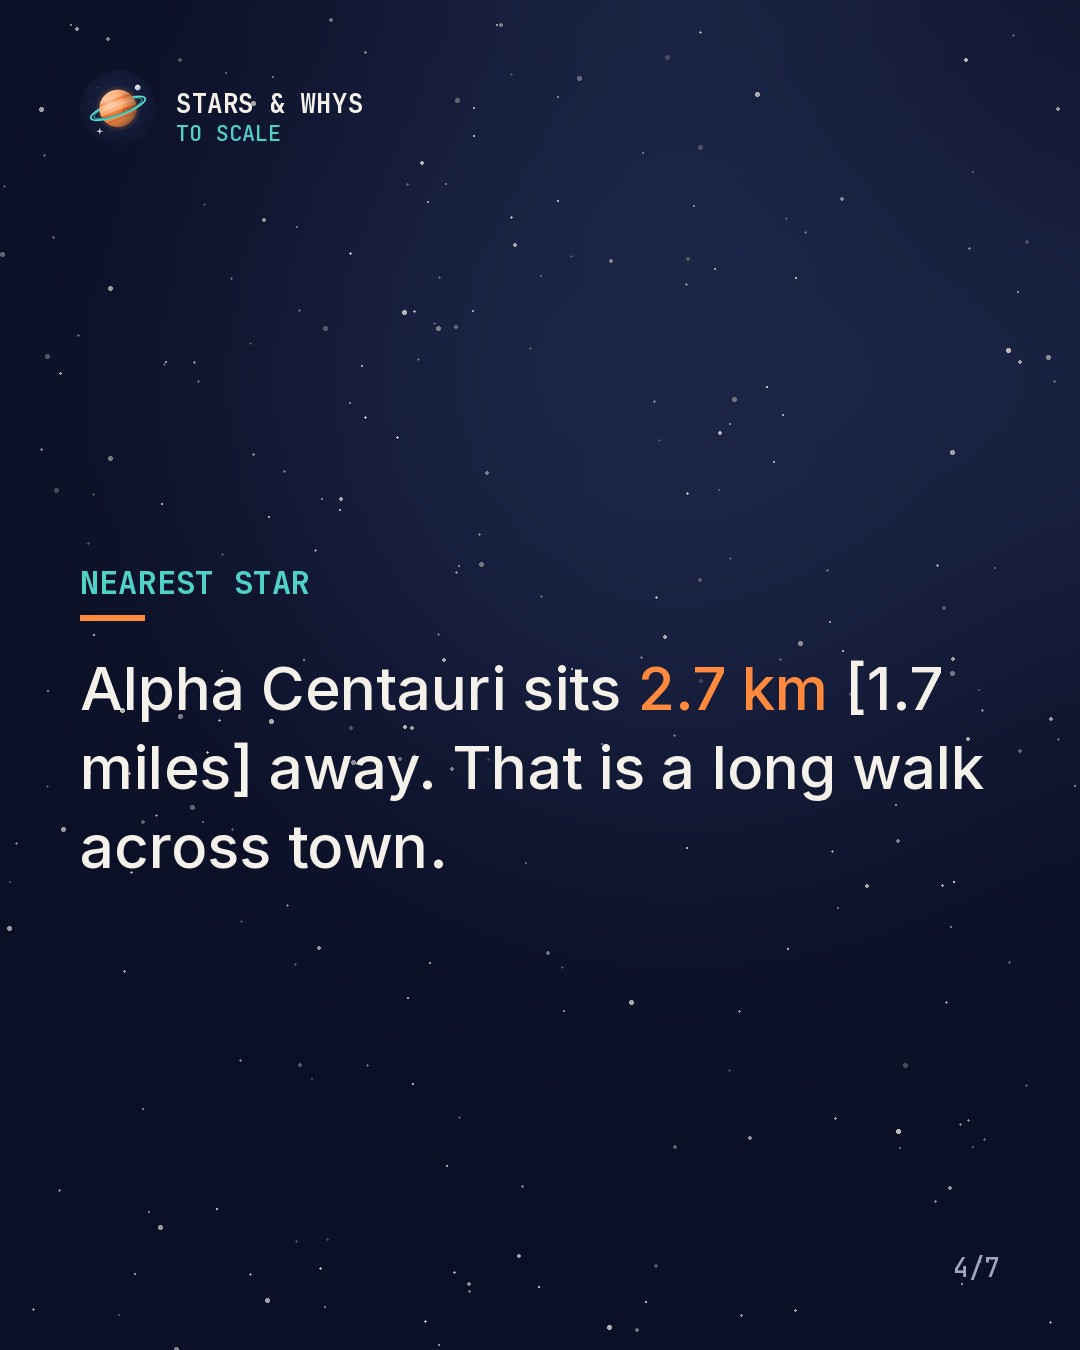 STARS & WHYS
TO SCALE
NEAREST STAR
Alpha Centauri sits 2.7 km [1.7
miles] away. That is a long walk
across town.
4/7